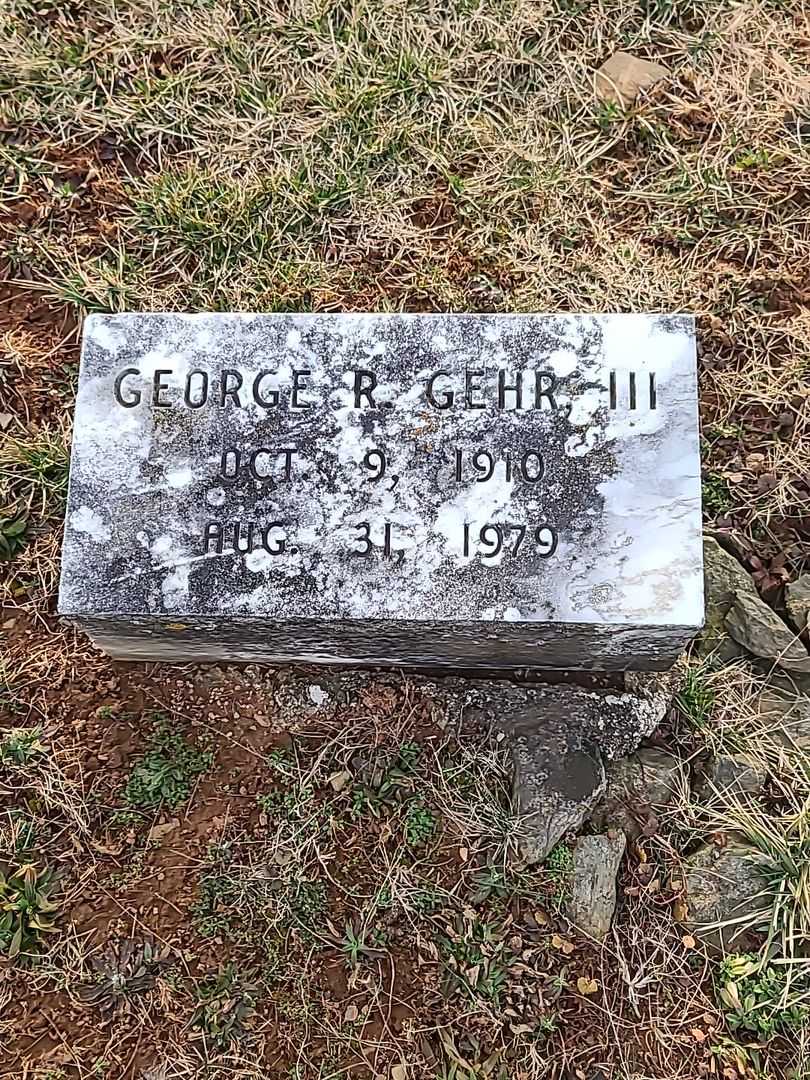 GEORGE R. GEHR, III
OCT. 9, 1910
AUG. 31, 1979